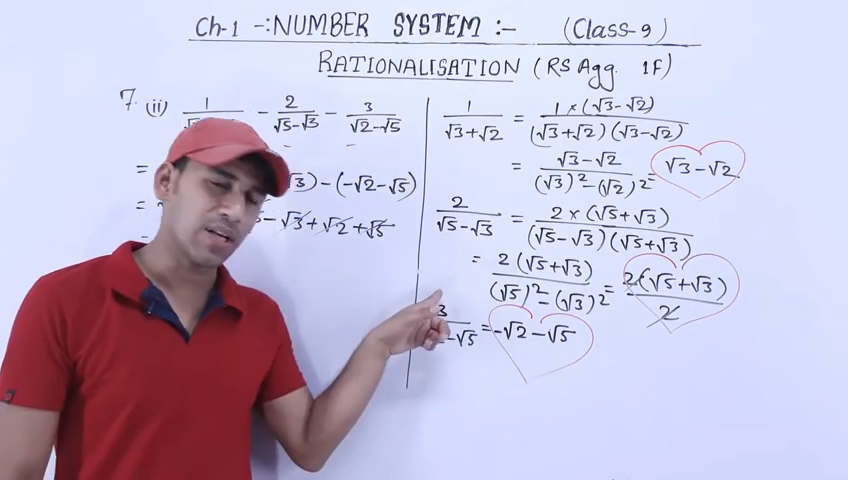 Ch-1 -:NUMBER SYSTEM :- (Class-9)
RATIONALISATION (RS Agg. 1F)
7. (ii) 1/√ - 2/(√5-√3) - 3/(√2-√5)
= √3) - (-√2-√5)
= - √3 + √2 + √5
1/(√3+√2) = 1×(√3-√2)/(√3+√2)(√3-√2)
= (√3-√2)/((√3)²-(√2)²) = √3-√2
2/(√5-√3) = 2×(√5+√3)/(√5-√3)(√5+√3)
= 2(√5+√3)/((√5)²-(√3)²) = 2(√5+√3)/2
3/-√5 = -√2-√5